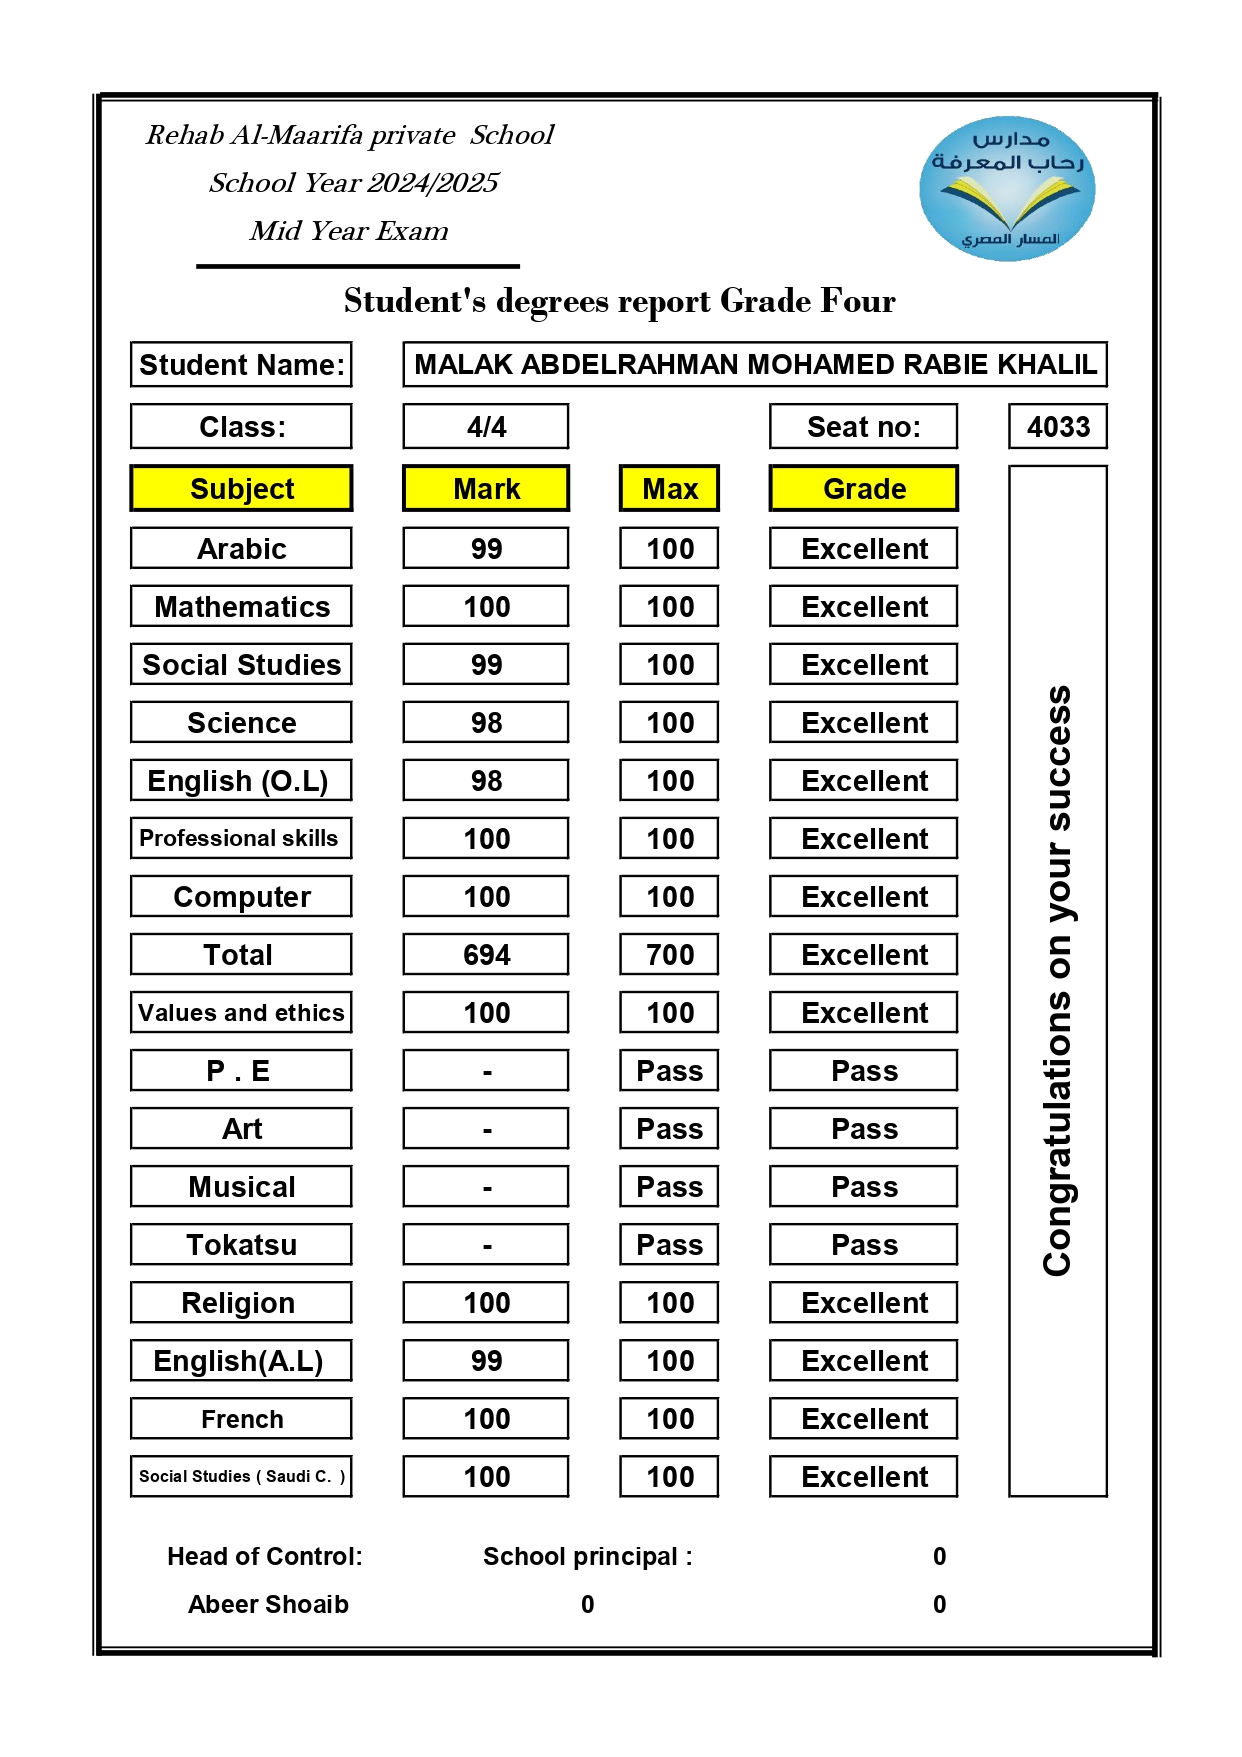 Rehab Al-Maarifa private School
School Year 2024/2025
Mid Year Exam
مدارس
رحاب المعرفة
المسار المصري
Student's degrees report Grade Four
Student Name: MALAK ABDELRAHMAN MOHAMED RABIE KHALIL
Class: 4/4 Seat no: 4033
Subject Mark Max Grade
Arabic 99 100 Excellent
Mathematics 100 100 Excellent
Social Studies 99 100 Excellent
Science 98 100 Excellent
English (O.L) 98 100 Excellent
Professional skills 100 100 Excellent
Computer 100 100 Excellent
Total 694 700 Excellent
Values and ethics 100 100 Excellent
P . E - Pass Pass
Art - Pass Pass
Musical - Pass Pass
Tokatsu - Pass Pass
Religion 100 100 Excellent
English(A.L) 99 100 Excellent
French 100 100 Excellent
Social Studies ( Saudi C. ) 100 100 Excellent
Congratulations on your success
Head of Control: School principal : 0
Abeer Shoaib 0 0